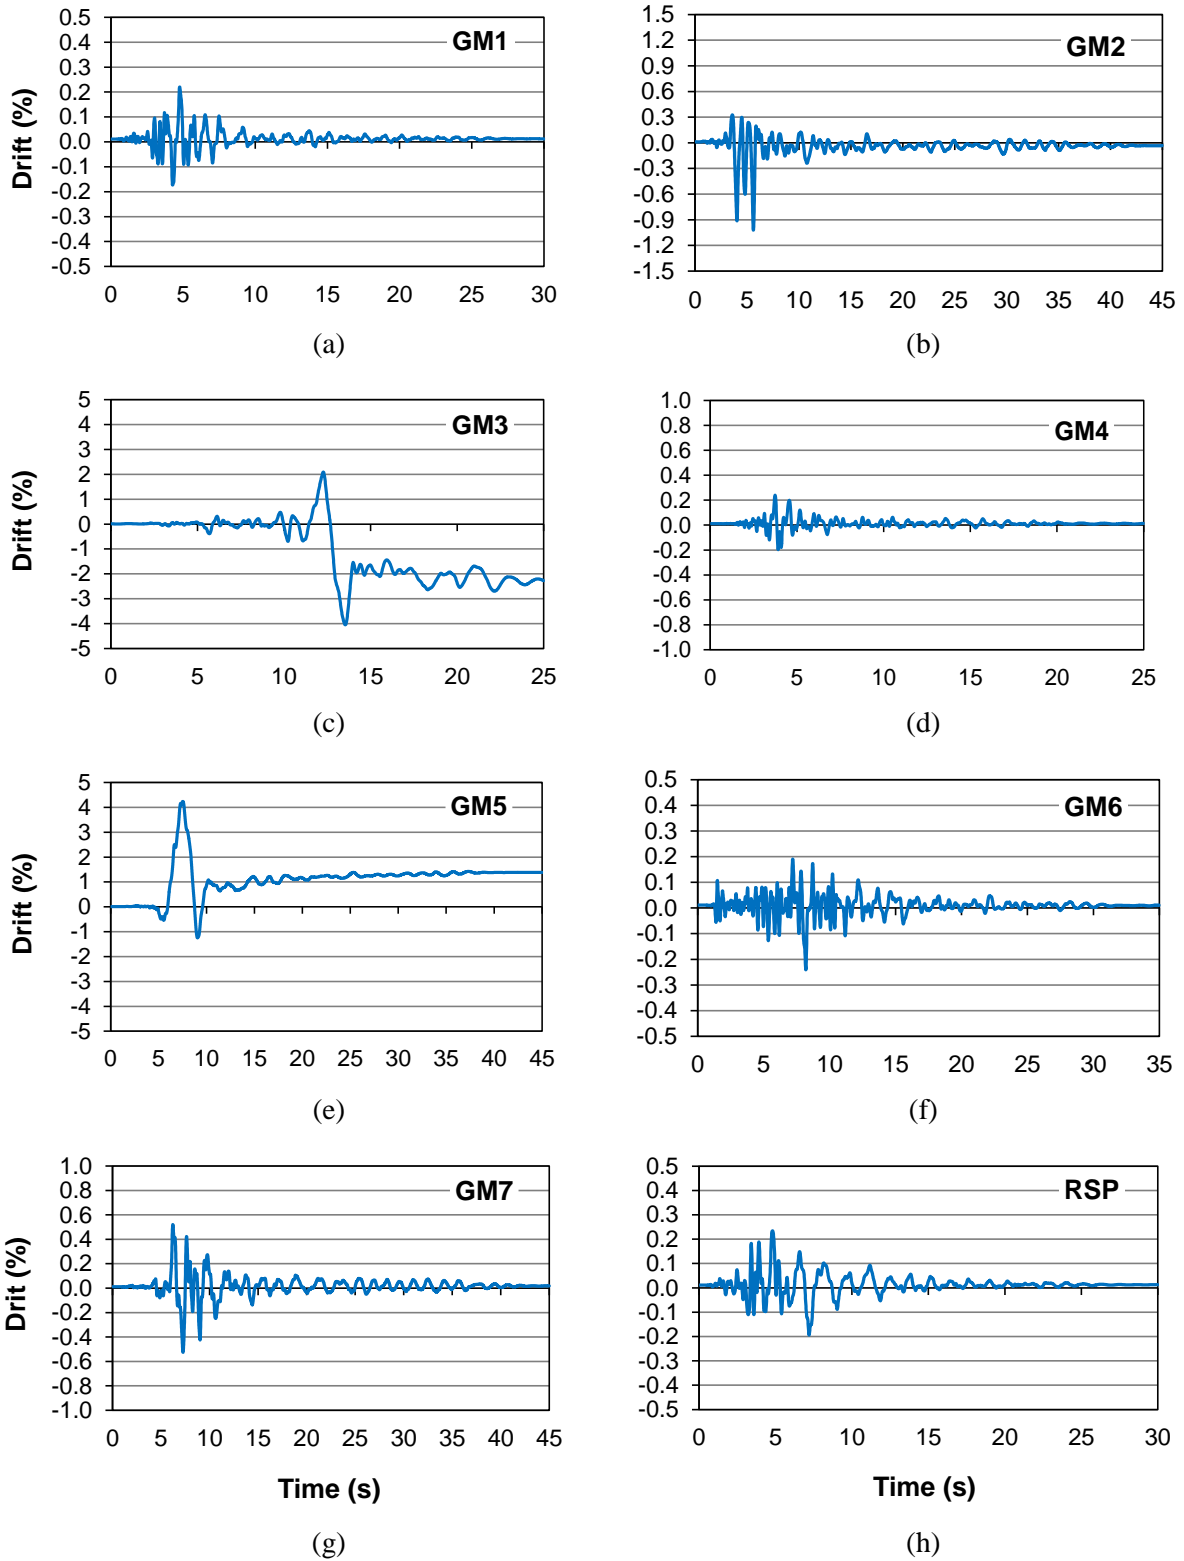 0.5
0.4
0.3
0.2
0.1
0.0
-0.1
-0.2
-0.3
-0.4
-0.5
Drift (%)
GM1
0 5 10 15 20 25 30
(a)
1.5
1.2
0.9
0.6
0.3
0.0
-0.3
-0.6
-0.9
-1.2
-1.5
GM2
0 5 10 15 20 25 30 35 40 45
(b)
5
4
3
2
1
0
-1
-2
-3
-4
-5
Drift (%)
GM3
0 5 10 15 20 25
(c)
1.0
0.8
0.6
0.4
0.2
0.0
-0.2
-0.4
-0.6
-0.8
-1.0
GM4
0 5 10 15 20 25
(d)
5
4
3
2
1
0
-1
-2
-3
-4
-5
Drift (%)
GM5
0 5 10 15 20 25 30 35 40 45
(e)
0.5
0.4
0.3
0.2
0.1
0.0
-0.1
-0.2
-0.3
-0.4
-0.5
GM6
0 5 10 15 20 25 30 35
(f)
1.0
0.8
0.6
0.4
0.2
0.0
-0.2
-0.4
-0.6
-0.8
-1.0
Drit (%)
GM7
0 5 10 15 20 25 30 35 40 45
Time (s)
(g)
0.5
0.4
0.3
0.2
0.1
0.0
-0.1
-0.2
-0.3
-0.4
-0.5
RSP
0 5 10 15 20 25 30
Time (s)
(h)